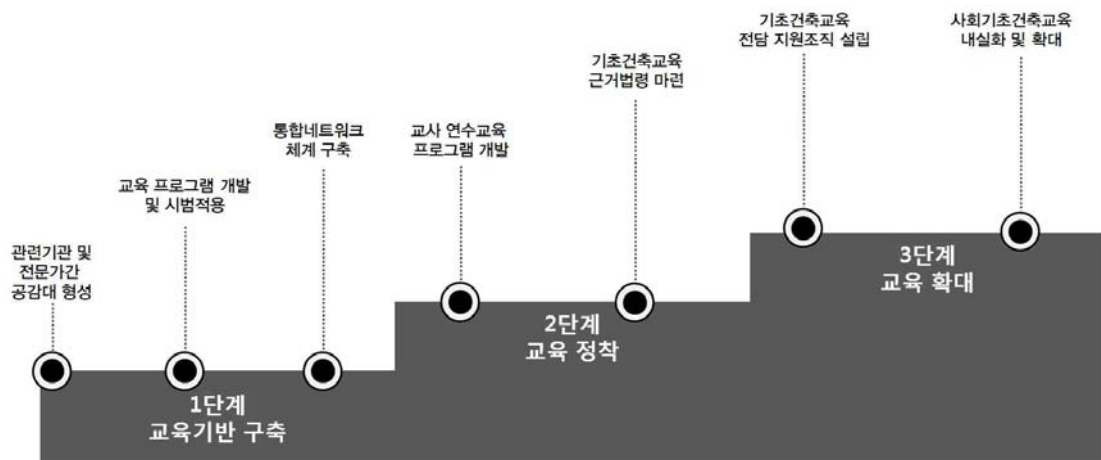 관련기관 및
전문가간
공감대 형성
교육 프로그램 개발
및 시범적용
통합네트워크
체계 구축
1단계
교육기반 구축
교사 연수교육
프로그램 개발
기초건축교육
근거법령 마련
2단계
교육 정착
기초건축교육
전담 지원조직 설립
사회기초건축교육
내실화 및 확대
3단계
교육 확대